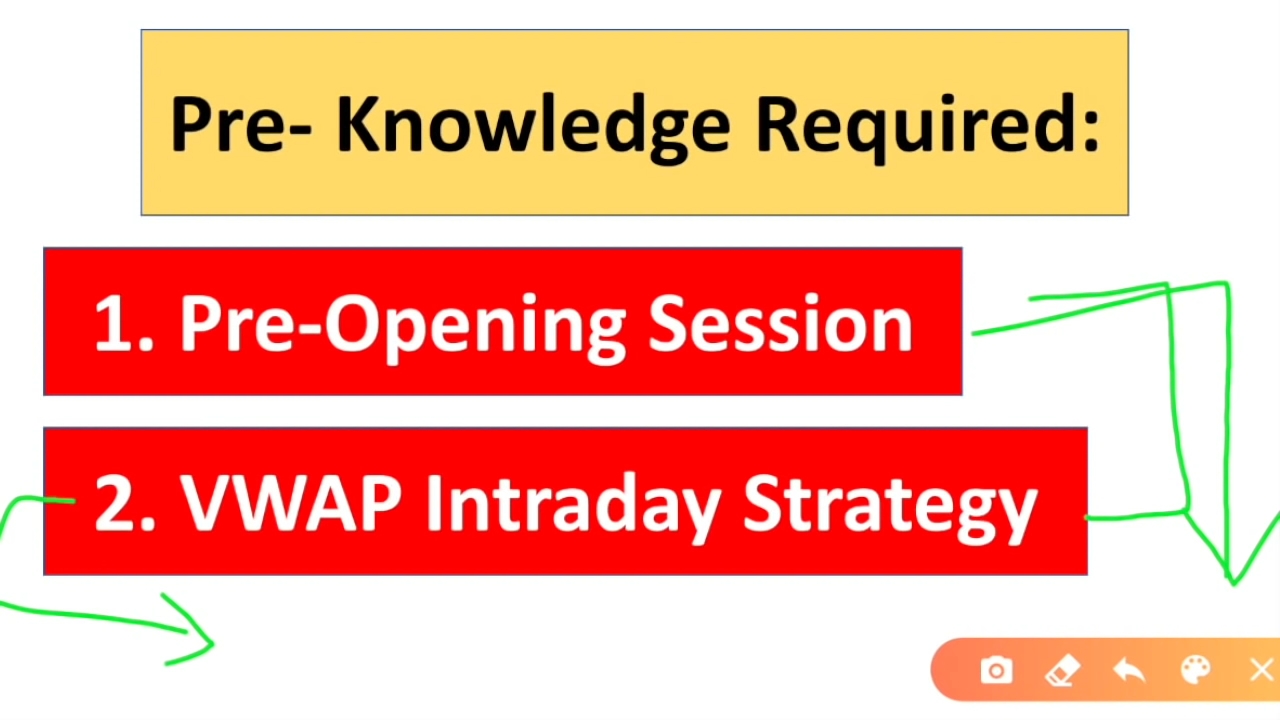 Pre- Knowledge Required:
1. Pre-Opening Session
2. VWAP Intraday Strategy